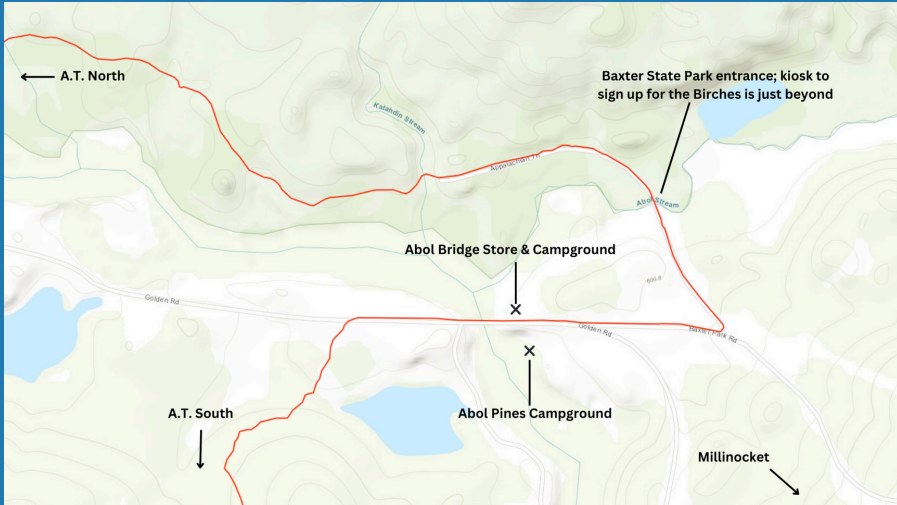 A.T. North
Baxter State Park entrance; kiosk to
sign up for the Birches is just beyond
Katahdin Stream
Appalachian Trl
Abol Stream
Abol Bridge Store & Campground
Golden Rd
Golden Rd
Baxter Park Rd
A.T. South
Abol Pines Campground
Millinocket